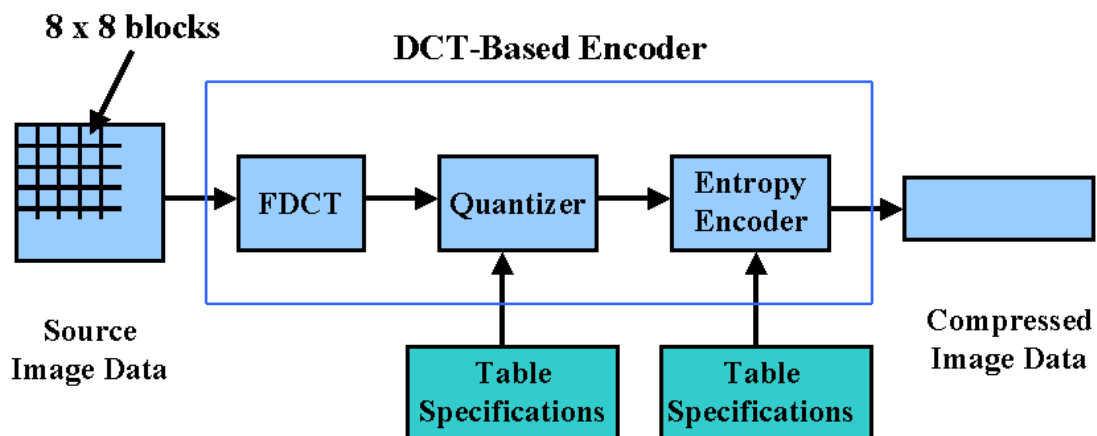 8 x 8 blocks
DCT-Based Encoder
FDCT
Quantizer
Entropy
Encoder
Source
Image Data
Table
Specifications
Table
Specifications
Compressed
Image Data